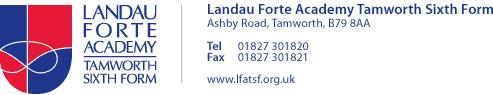 LANDAU
FORTE
ACADEMY
TAMWORTH
SIXTH FORM
Landau Forte Academy Tamworth Sixth Form
Ashby Road, Tamworth, B79 8AA
Tel 01827 301820
Fax 01827 301821
www.lfatsf.org.uk